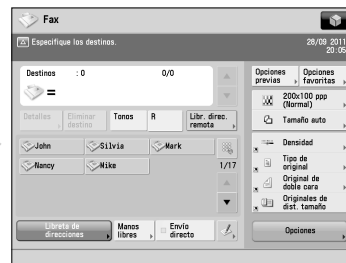 Fax
Especifique los destinos.
28/09 2011
20:05
Destinos : 0 0/0
=
Detalles
Eliminar
destino
Tonos
R
Libr. direc.
remota
John
Silvia
Mark
Nancy
Mike
1/17
Libreta de
direcciones
Manos
libres
Envío
directo
Opciones
previas
Opciones
favoritas
200x100 ppp
(Normal)
Tamaño auto
Densidad
Tipo de
original
Original de
doble cara
Originales de
dist. tamaño
Opciones